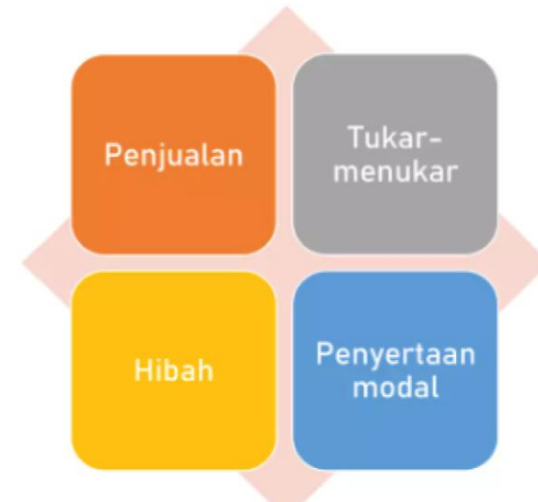 Penjualan
Tukar-
menukar
Hibah
Penyertaan
modal